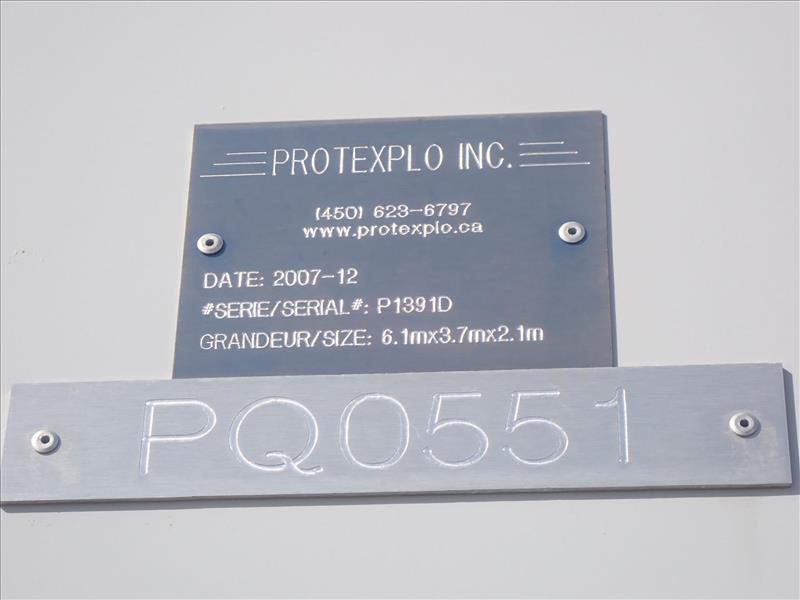 PROTEXPLO INC.
(450) 623-6797
www.protexplo.ca
DATE: 2007-12
#SERIE/SERIAL#: P1391D
GRANDEUR/SIZE: 6.1mx3.7mx2.1m
PQ0551